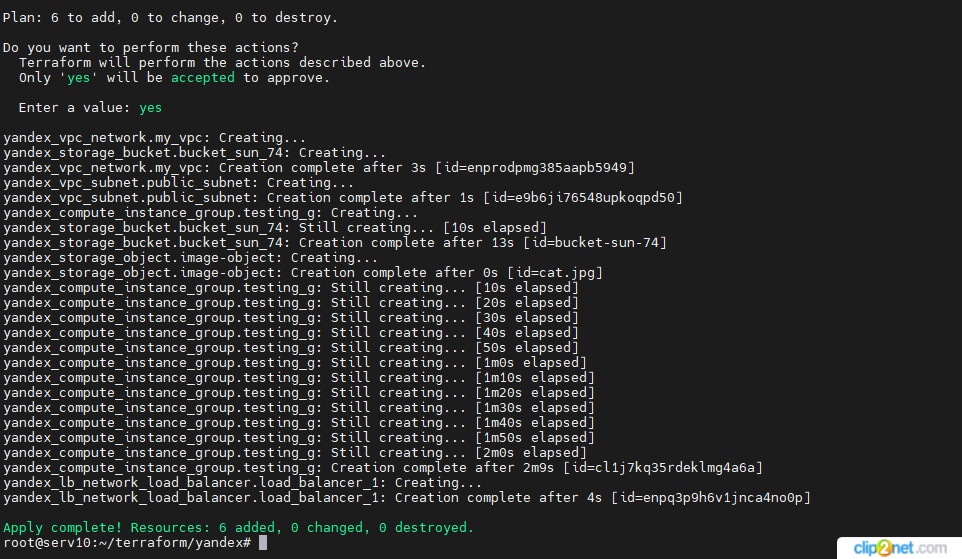 Plan: 6 to add, 0 to change, 0 to destroy.
Do you want to perform these actions?
Terraform will perform the actions described above.
Only 'yes' will be accepted to approve.
Enter a value: yes
yandex_vpc_network.my_vpc: Creating...
yandex_storage_bucket.bucket_sun_74: Creating...
yandex_vpc_network.my_vpc: Creation complete after 3s [id=enprodpmg385aapb5949]
yandex_vpc_subnet.public_subnet: Creating...
yandex_vpc_subnet.public_subnet: Creation complete after 1s [id=e9b6ji76548upkoqpd50]
yandex_compute_instance_group.testing_g: Creating...
yandex_storage_bucket.bucket_sun_74: Still creating... [10s elapsed]
yandex_storage_bucket.bucket_sun_74: Creation complete after 13s [id=bucket-sun-74]
yandex_storage_object.image-object: Creating...
yandex_storage_object.image-object: Creation complete after 0s [id=cat.jpg]
yandex_compute_instance_group.testing_g: Still creating... [10s elapsed]
yandex_compute_instance_group.testing_g: Still creating... [20s elapsed]
yandex_compute_instance_group.testing_g: Still creating... [30s elapsed]
yandex_compute_instance_group.testing_g: Still creating... [40s elapsed]
yandex_compute_instance_group.testing_g: Still creating... [50s elapsed]
yandex_compute_instance_group.testing_g: Still creating... [1m0s elapsed]
yandex_compute_instance_group.testing_g: Still creating... [1m10s elapsed]
yandex_compute_instance_group.testing_g: Still creating... [1m20s elapsed]
yandex_compute_instance_group.testing_g: Still creating... [1m30s elapsed]
yandex_compute_instance_group.testing_g: Still creating... [1m40s elapsed]
yandex_compute_instance_group.testing_g: Still creating... [1m50s elapsed]
yandex_compute_instance_group.testing_g: Still creating... [2m0s elapsed]
yandex_compute_instance_group.testing_g: Creation complete after 2m9s [id=cl1j7kq35rdeklmg4a6a]
yandex_lb_network_load_balancer.load_balancer_1: Creating...
yandex_lb_network_load_balancer.load_balancer_1: Creation complete after 4s [id=enpq3p9h6v1jnca4no0p]
Apply complete! Resources: 6 added, 0 changed, 0 destroyed.
root@serv10:~/terraform/yandex#
clip2net.com